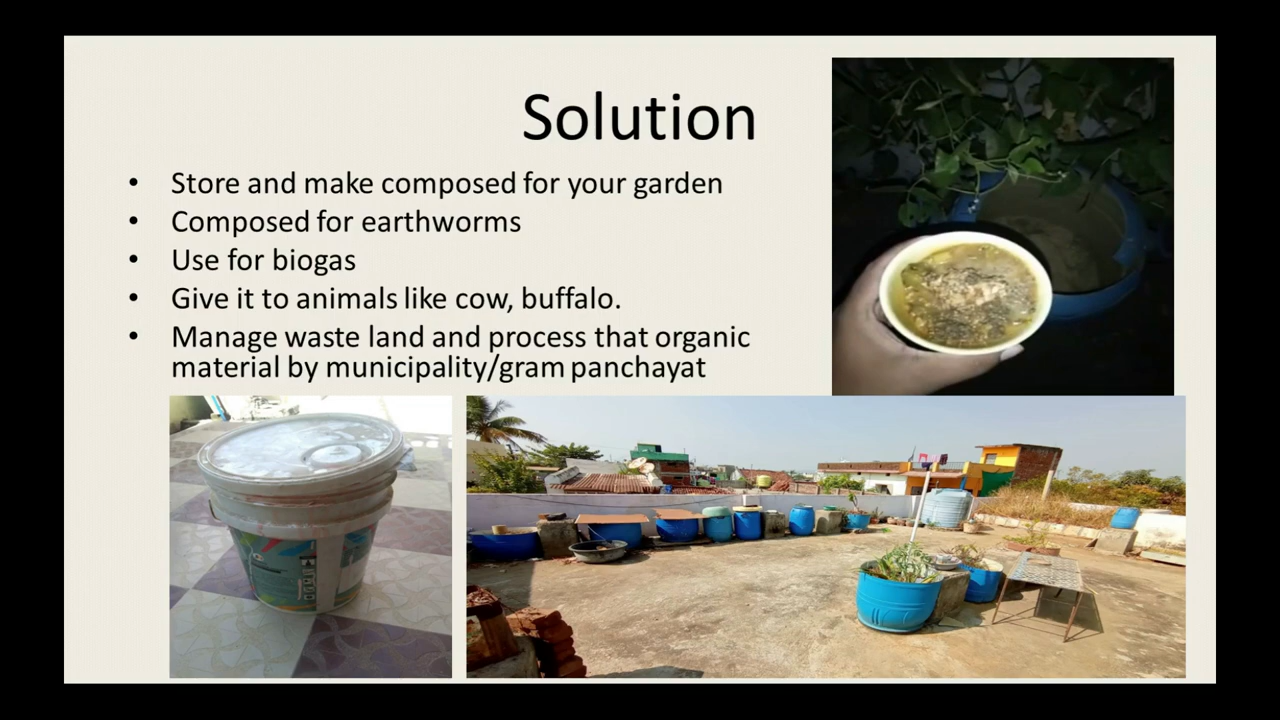 Solution
• Store and make composed for your garden
• Composed for earthworms
• Use for biogas
• Give it to animals like cow, buffalo.
• Manage waste land and process that organic
material by municipality/gram panchayat